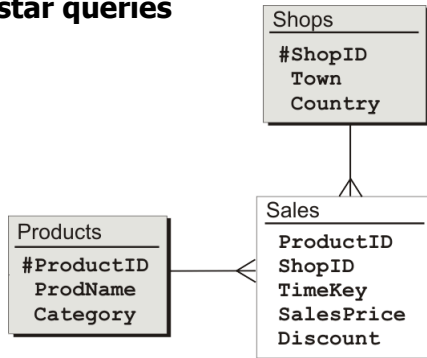 star queries
Shops
#ShopID
Town
Country
Sales
ProductID
ShopID
TimeKey
SalesPrice
Discount
Products
#ProductID
ProdName
Category